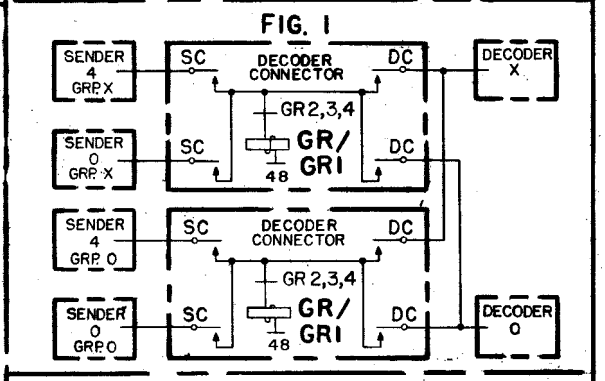 FIG. 1
SENDER
4
GRP. X
SC
DECODER
CONNECTOR
DC
DECODER
X
GR 2,3,4
GR/
GR1
48
SENDER
0
GRP. X
SC
DC
SENDER
4
GRP. 0
SC
DECODER
CONNECTOR
DC
GR 2,3,4
GR/
GR1
48
SENDER
0
GRP. 0
SC
DC
DECODER
0